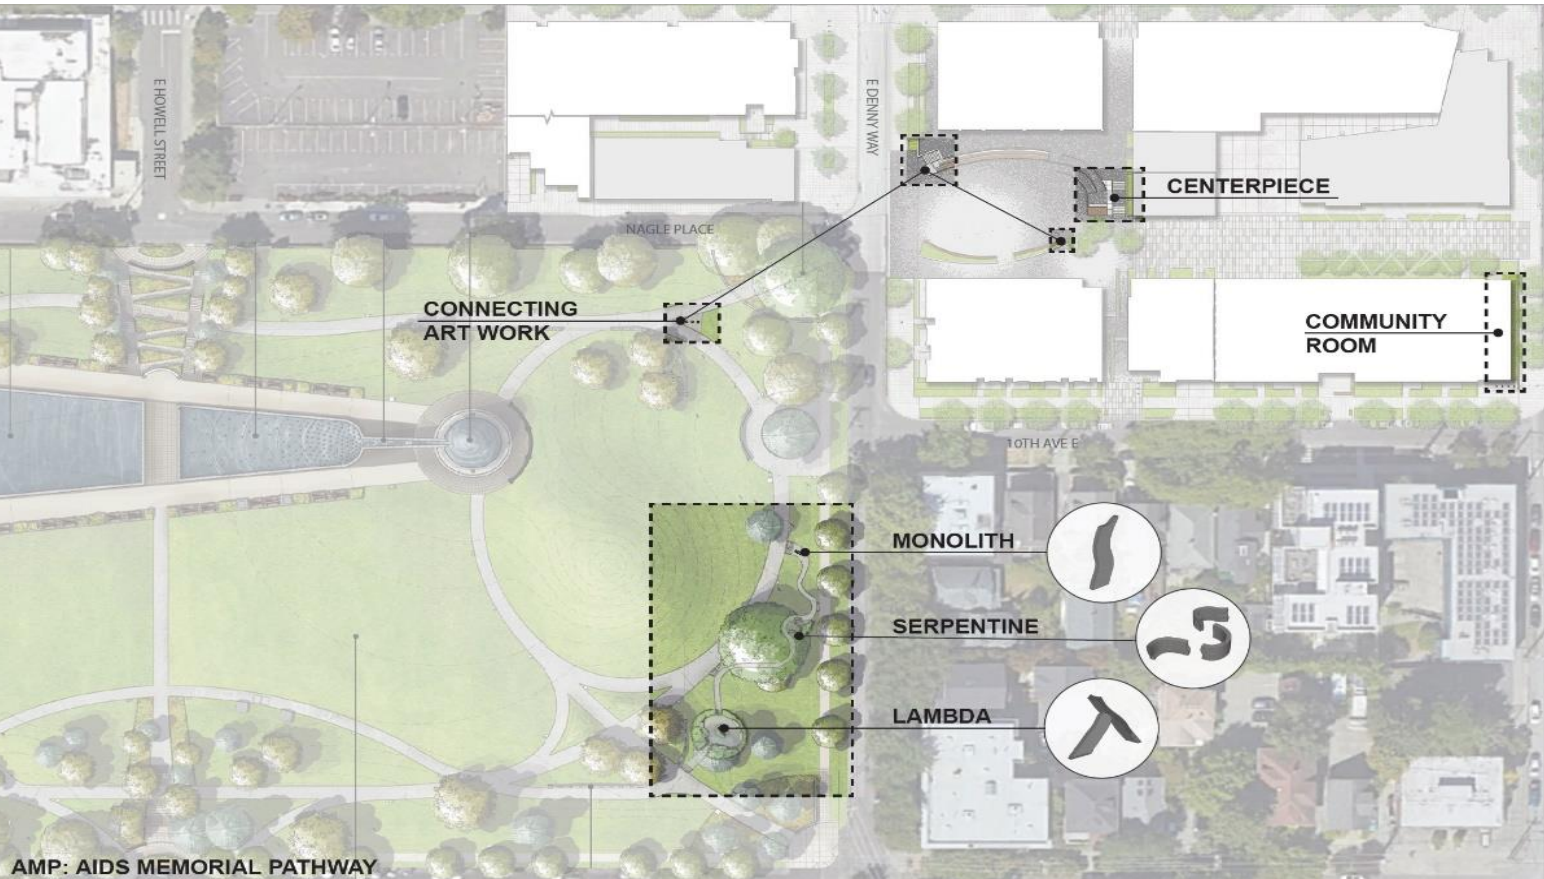 E HOWELL STREET
E DENNY WAY
CENTERPIECE
NAGLE PLACE
CONNECTING
ART WORK
COMMUNITY
ROOM
10TH AVE E
MONOLITH
SERPENTINE
LAMBDA
AMP: AIDS MEMORIAL PATHWAY